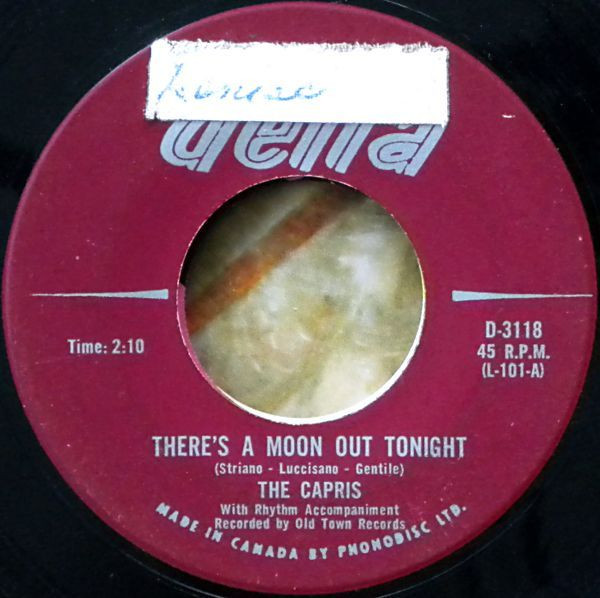 delta
Time: 2:10
D-3118
45 R.P.M.
(L-101-A)
THERE'S A MOON OUT TONIGHT
(Striano - Luccisano - Gentile)
THE CAPRIS
With Rhythm Accompaniment
Recorded by Old Town Records
MADE IN CANADA BY PHONODISC LTD.